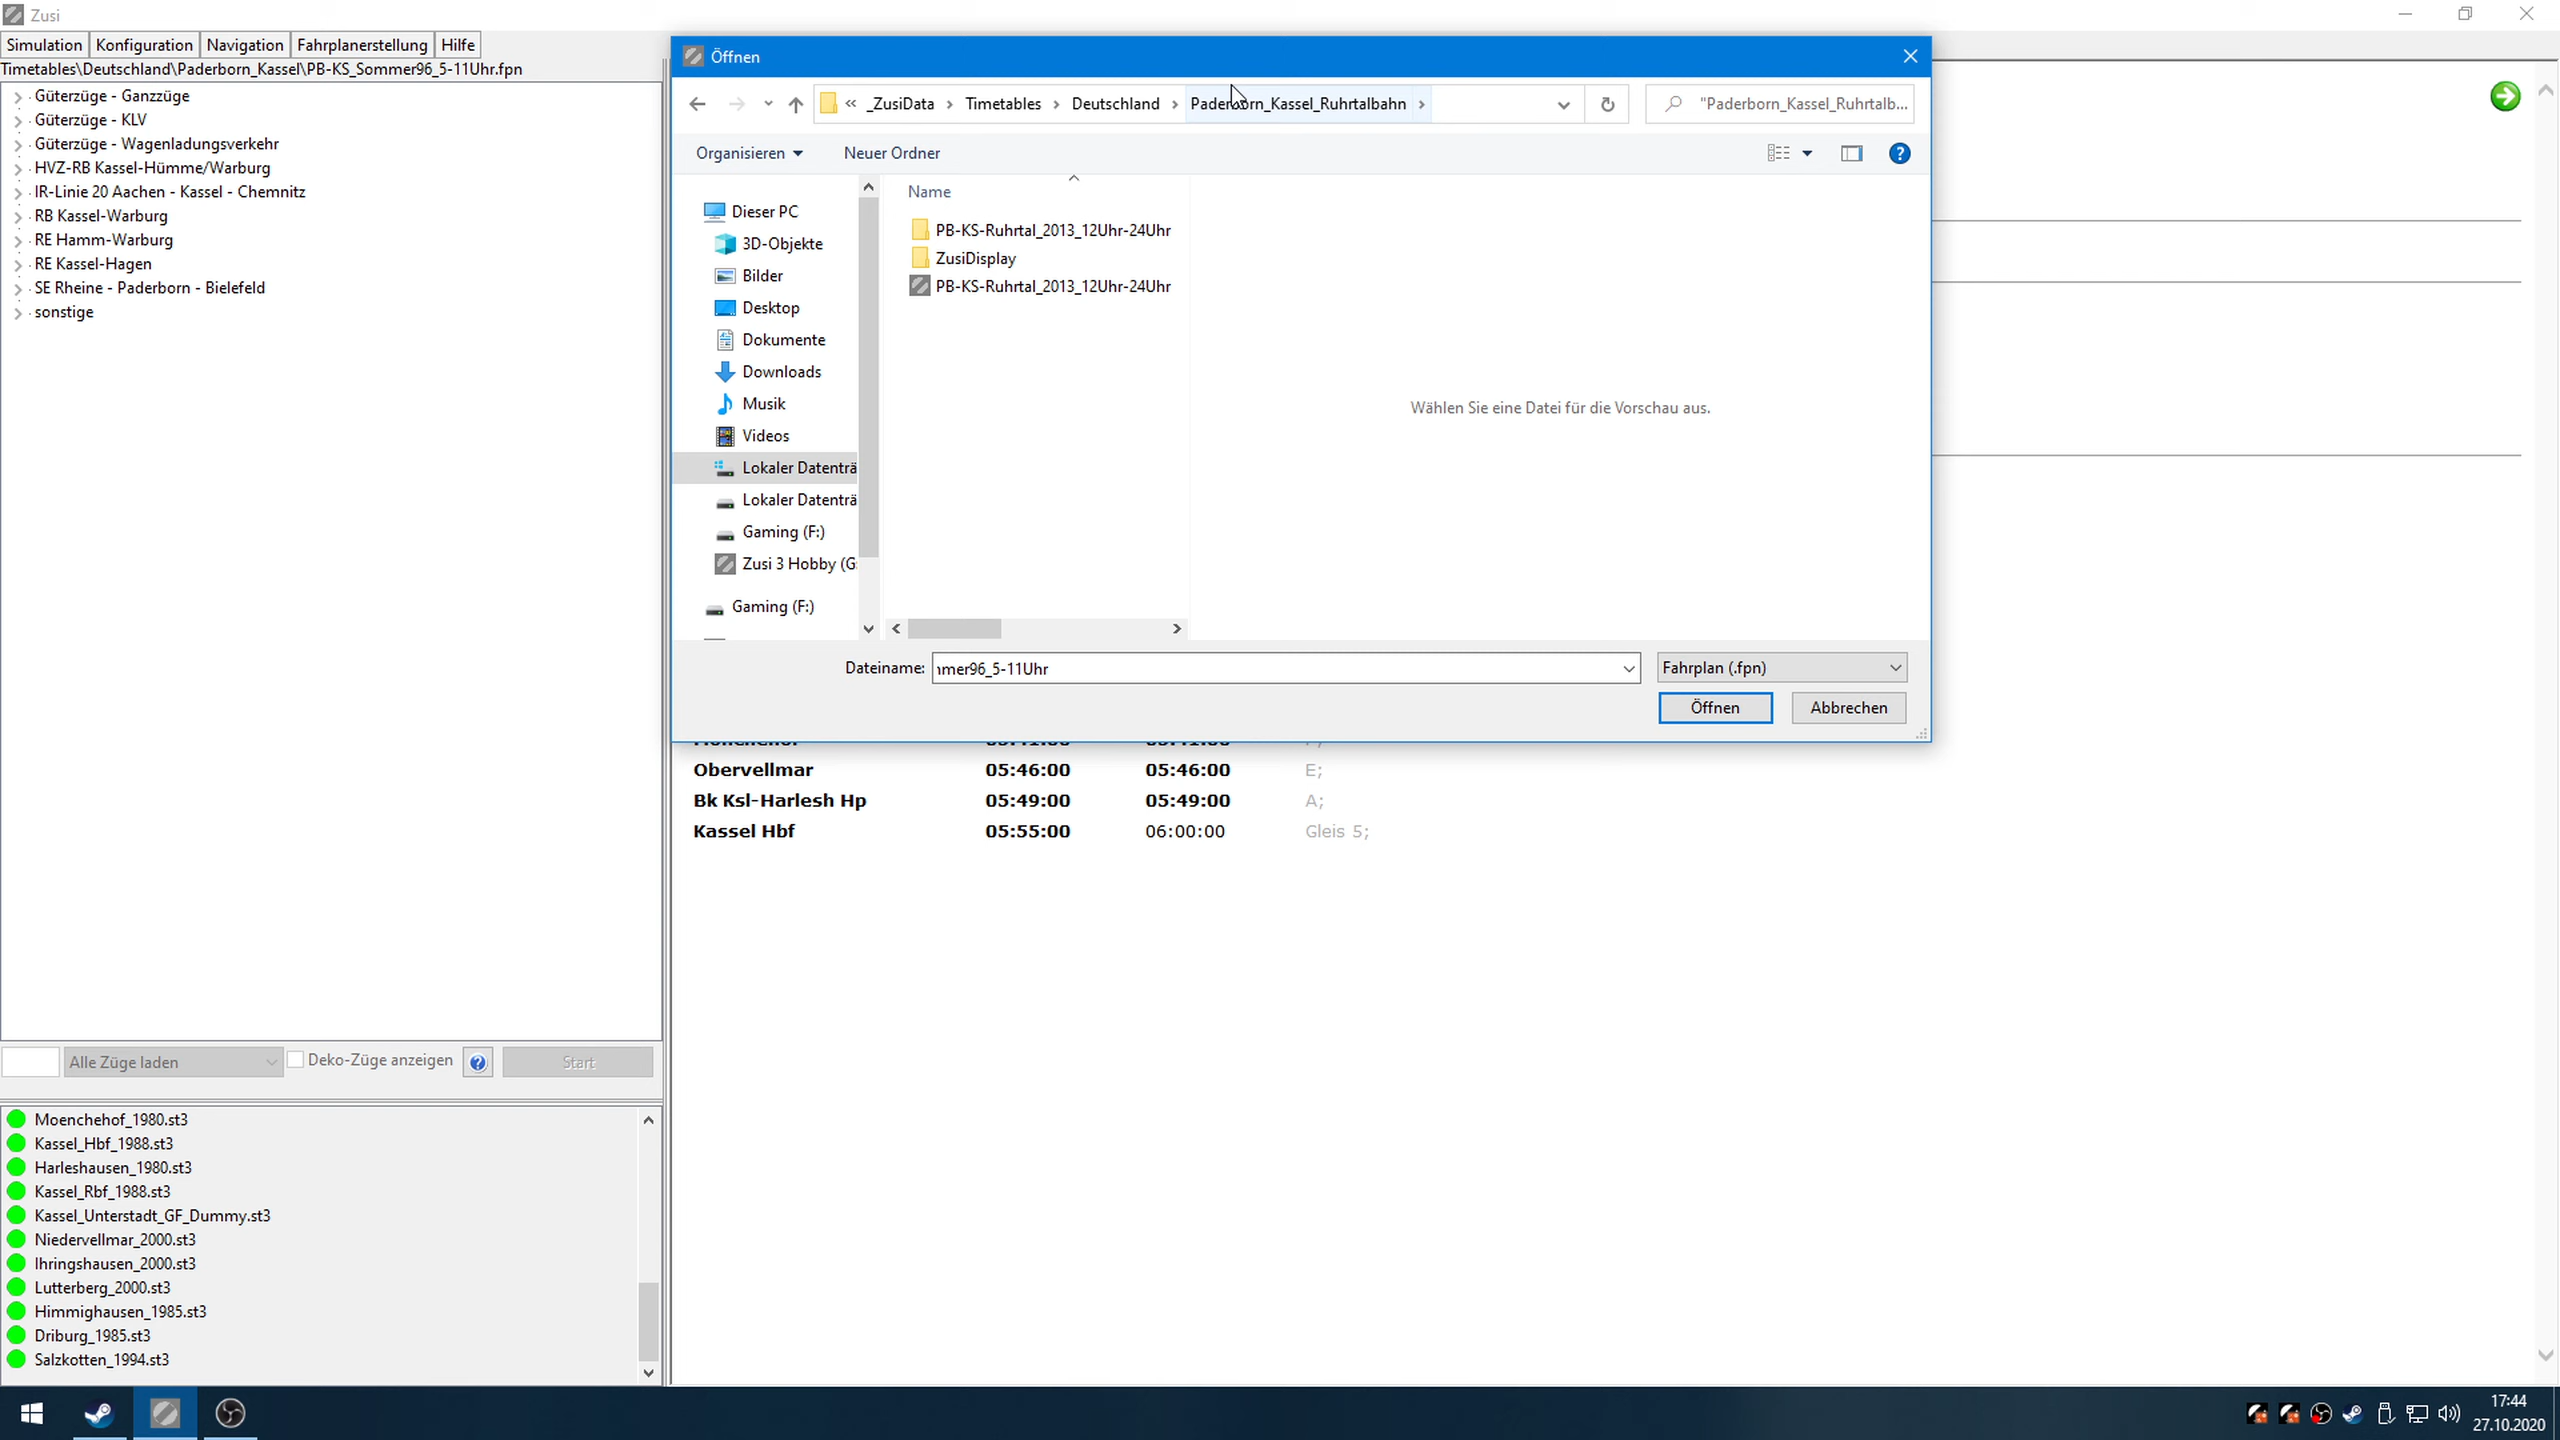 Zusi
Simulation Konfiguration Navigation Fahrplanerstellung Hilfe
Timetables\Deutschland\Paderborn_Kassel\PB-KS_Sommer96_5-11Uhr.fpn
Güterzüge - Ganzzüge
Güterzüge - KLV
Güterzüge - Wagenladungsverkehr
HVZ-RB Kassel-Hümme/Warburg
IR-Linie 20 Aachen - Kassel - Chemnitz
RB Kassel-Warburg
RE Hamm-Warburg
RE Kassel-Hagen
SE Rheine - Paderborn - Bielefeld
sonstige
Alle Züge laden Deko-Züge anzeigen Start
Moenchehof_1980.st3
Kassel_Hbf_1988.st3
Harleshausen_1980.st3
Kassel_Rbf_1988.st3
Kassel_Unterstadt_GF_Dummy.st3
Niedervellmar_2000.st3
Ihringshausen_2000.st3
Lutterberg_2000.st3
Himmighausen_1985.st3
Driburg_1985.st3
Salzkotten_1994.st3
Öffnen
« _ZusiData › Timetables › Deutschland › Paderborn_Kassel_Ruhrtalbahn ›
"Paderborn_Kassel_Ruhrtalb...
Organisieren Neuer Ordner
Dieser PC
3D-Objekte
Bilder
Desktop
Dokumente
Downloads
Musik
Videos
Lokaler Datenträ
Lokaler Datenträ
Gaming (F:)
Zusi 3 Hobby (G:
Gaming (F:)
Name
PB-KS-Ruhrtal_2013_12Uhr-24Uhr
ZusiDisplay
PB-KS-Ruhrtal_2013_12Uhr-24Uhr
Wählen Sie eine Datei für die Vorschau aus.
Dateiname: mer96_5-11Uhr Fahrplan (.fpn)
Öffnen Abbrechen
Obervellmar 05:46:00 05:46:00 E;
Bk Ksl-Harlesh Hp 05:49:00 05:49:00 A;
Kassel Hbf 05:55:00 06:00:00 Gleis 5;
17:44
27.10.2020